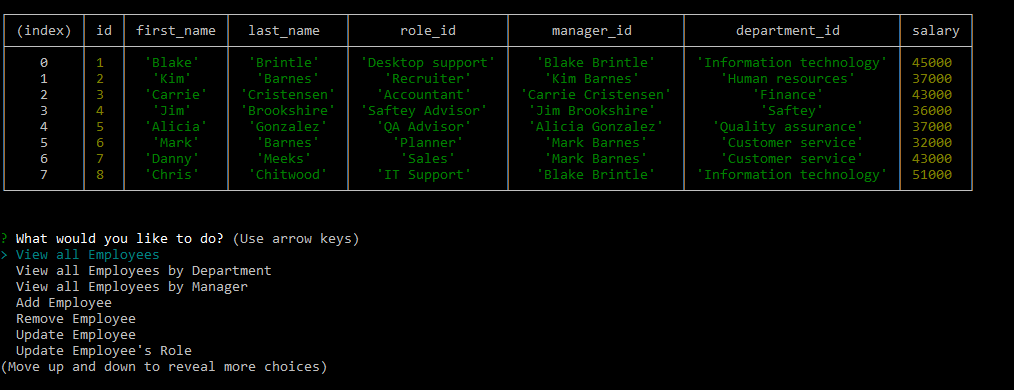 (index) id first_name last_name role_id manager_id department_id salary
0 1 'Blake' 'Brintle' 'Desktop support' 'Blake Brintle' 'Information technology' 45000
1 2 'Kim' 'Barnes' 'Recruiter' 'Kim Barnes' 'Human resources' 37000
2 3 'Carrie' 'Cristensen' 'Accountant' 'Carrie Cristensen' 'Finance' 43000
3 4 'Jim' 'Brookshire' 'Saftey Advisor' 'Jim Brookshire' 'Saftey' 36000
4 5 'Alicia' 'Gonzalez' 'QA Advisor' 'Alicia Gonzalez' 'Quality assurance' 37000
5 6 'Mark' 'Barnes' 'Planner' 'Mark Barnes' 'Customer service' 32000
6 7 'Danny' 'Meeks' 'Sales' 'Mark Barnes' 'Customer service' 43000
7 8 'Chris' 'Chitwood' 'IT Support' 'Blake Brintle' 'Information technology' 51000
? What would you like to do? (Use arrow keys)
> View all Employees
View all Employees by Department
View all Employees by Manager
Add Employee
Remove Employee
Update Employee
Update Employee's Role
(Move up and down to reveal more choices)